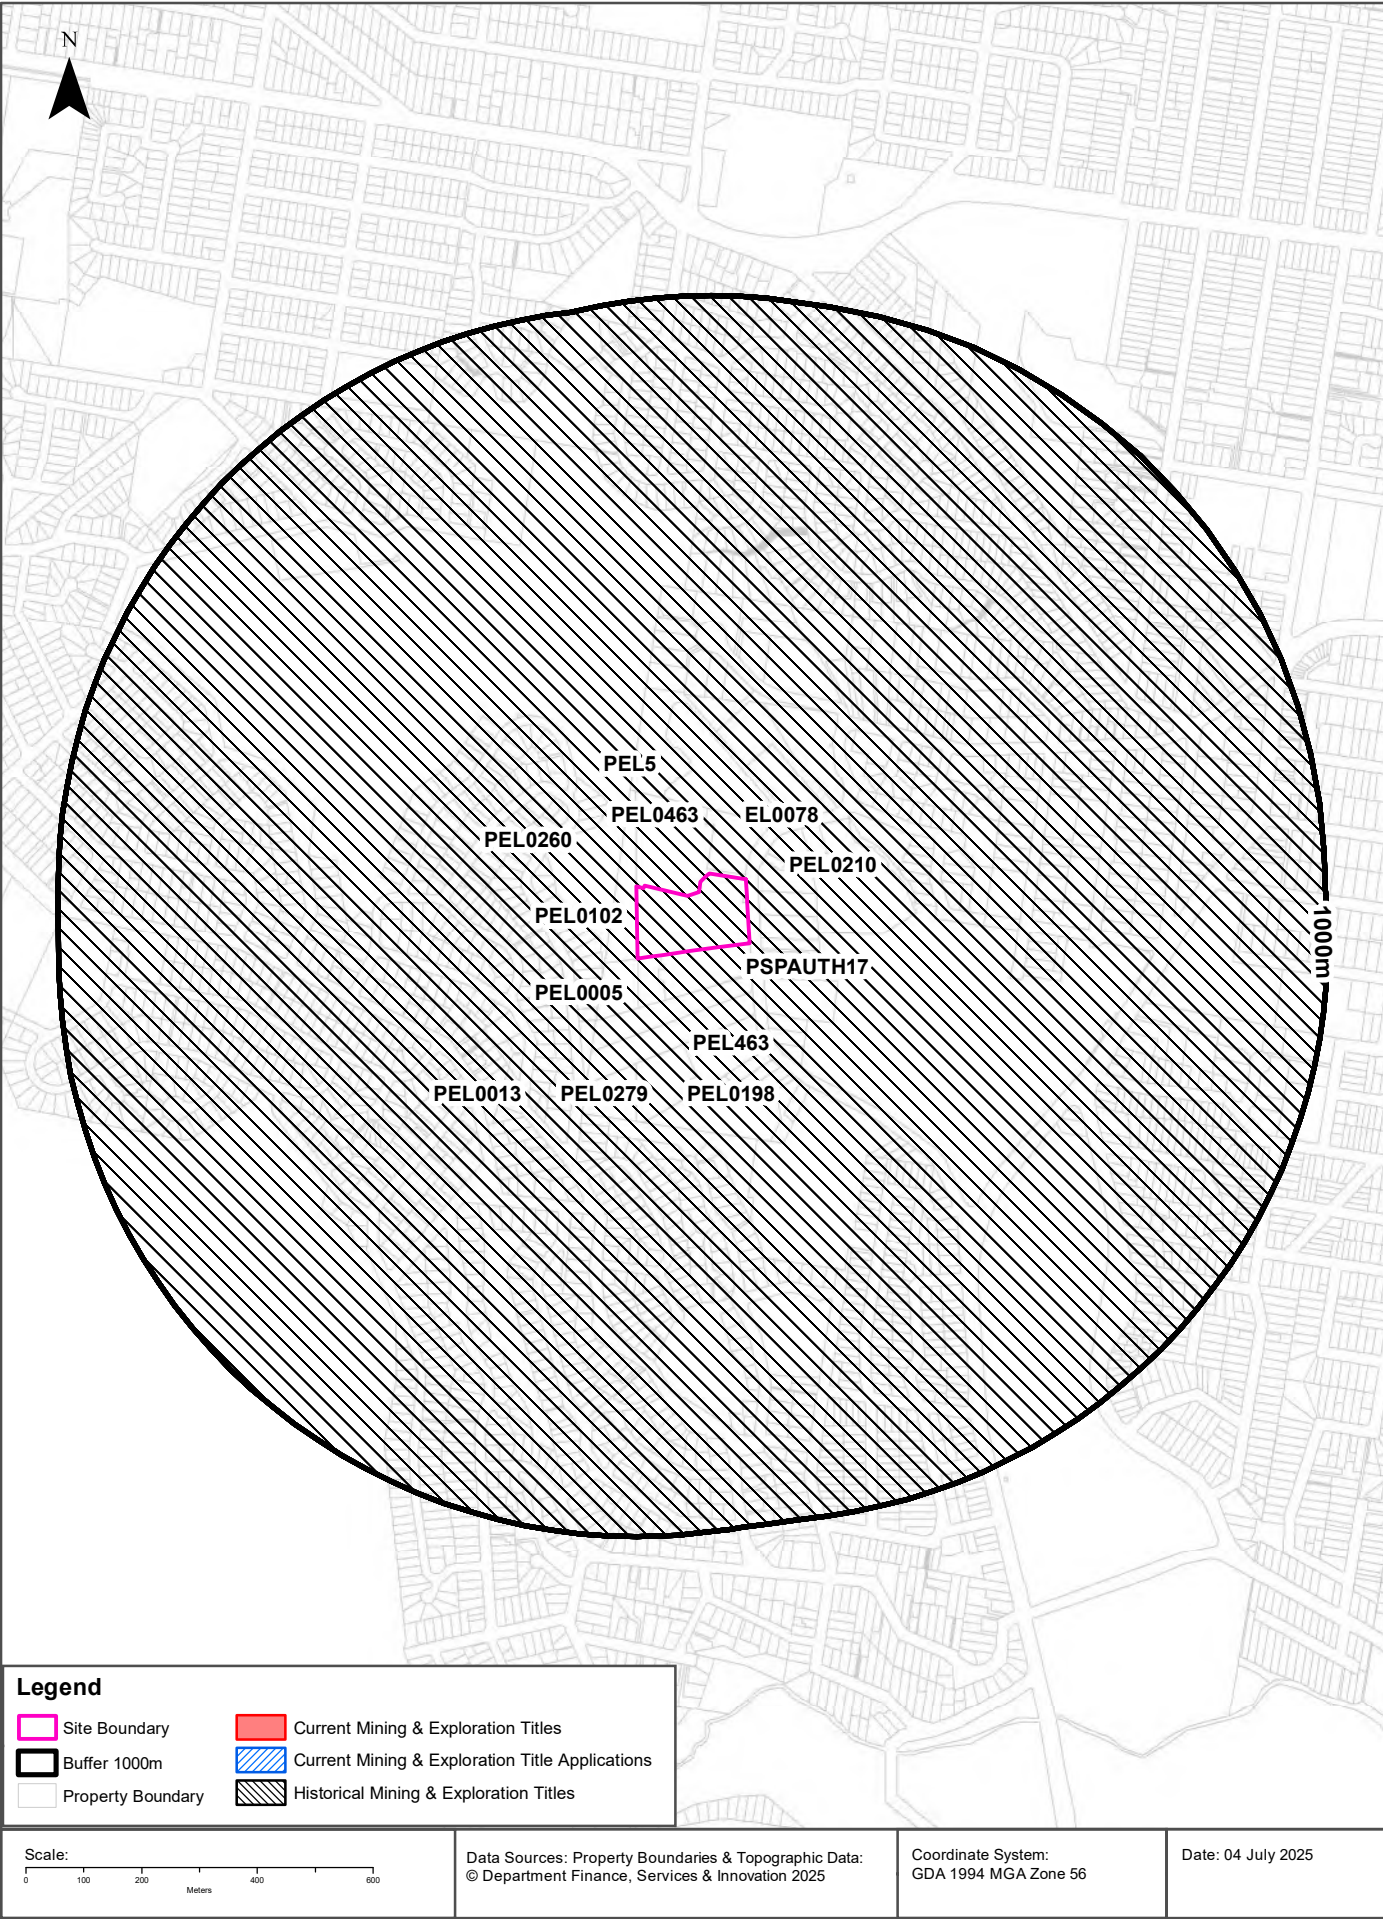 N
PEL5
PEL0463
EL0078
PEL0260
PEL0210
PEL0102
1000m
PSPAUTH17
PEL0005
PEL463
PEL0013
PEL0279
PEL0198
Legend
Site Boundary
Buffer 1000m
Property Boundary
Current Mining & Exploration Titles
Current Mining & Exploration Title Applications
Historical Mining & Exploration Titles
Scale:
0 100 200 400 600
Meters
Data Sources: Property Boundaries & Topographic Data:
© Department Finance, Services & Innovation 2025
Coordinate System:
GDA 1994 MGA Zone 56
Date: 04 July 2025